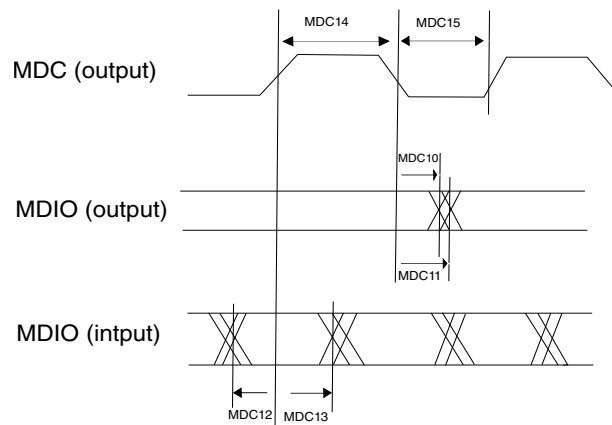 MDC14
MDC15
MDC (output)
MDC10
MDIO (output)
MDC11
MDIO (intput)
MDC12
MDC13